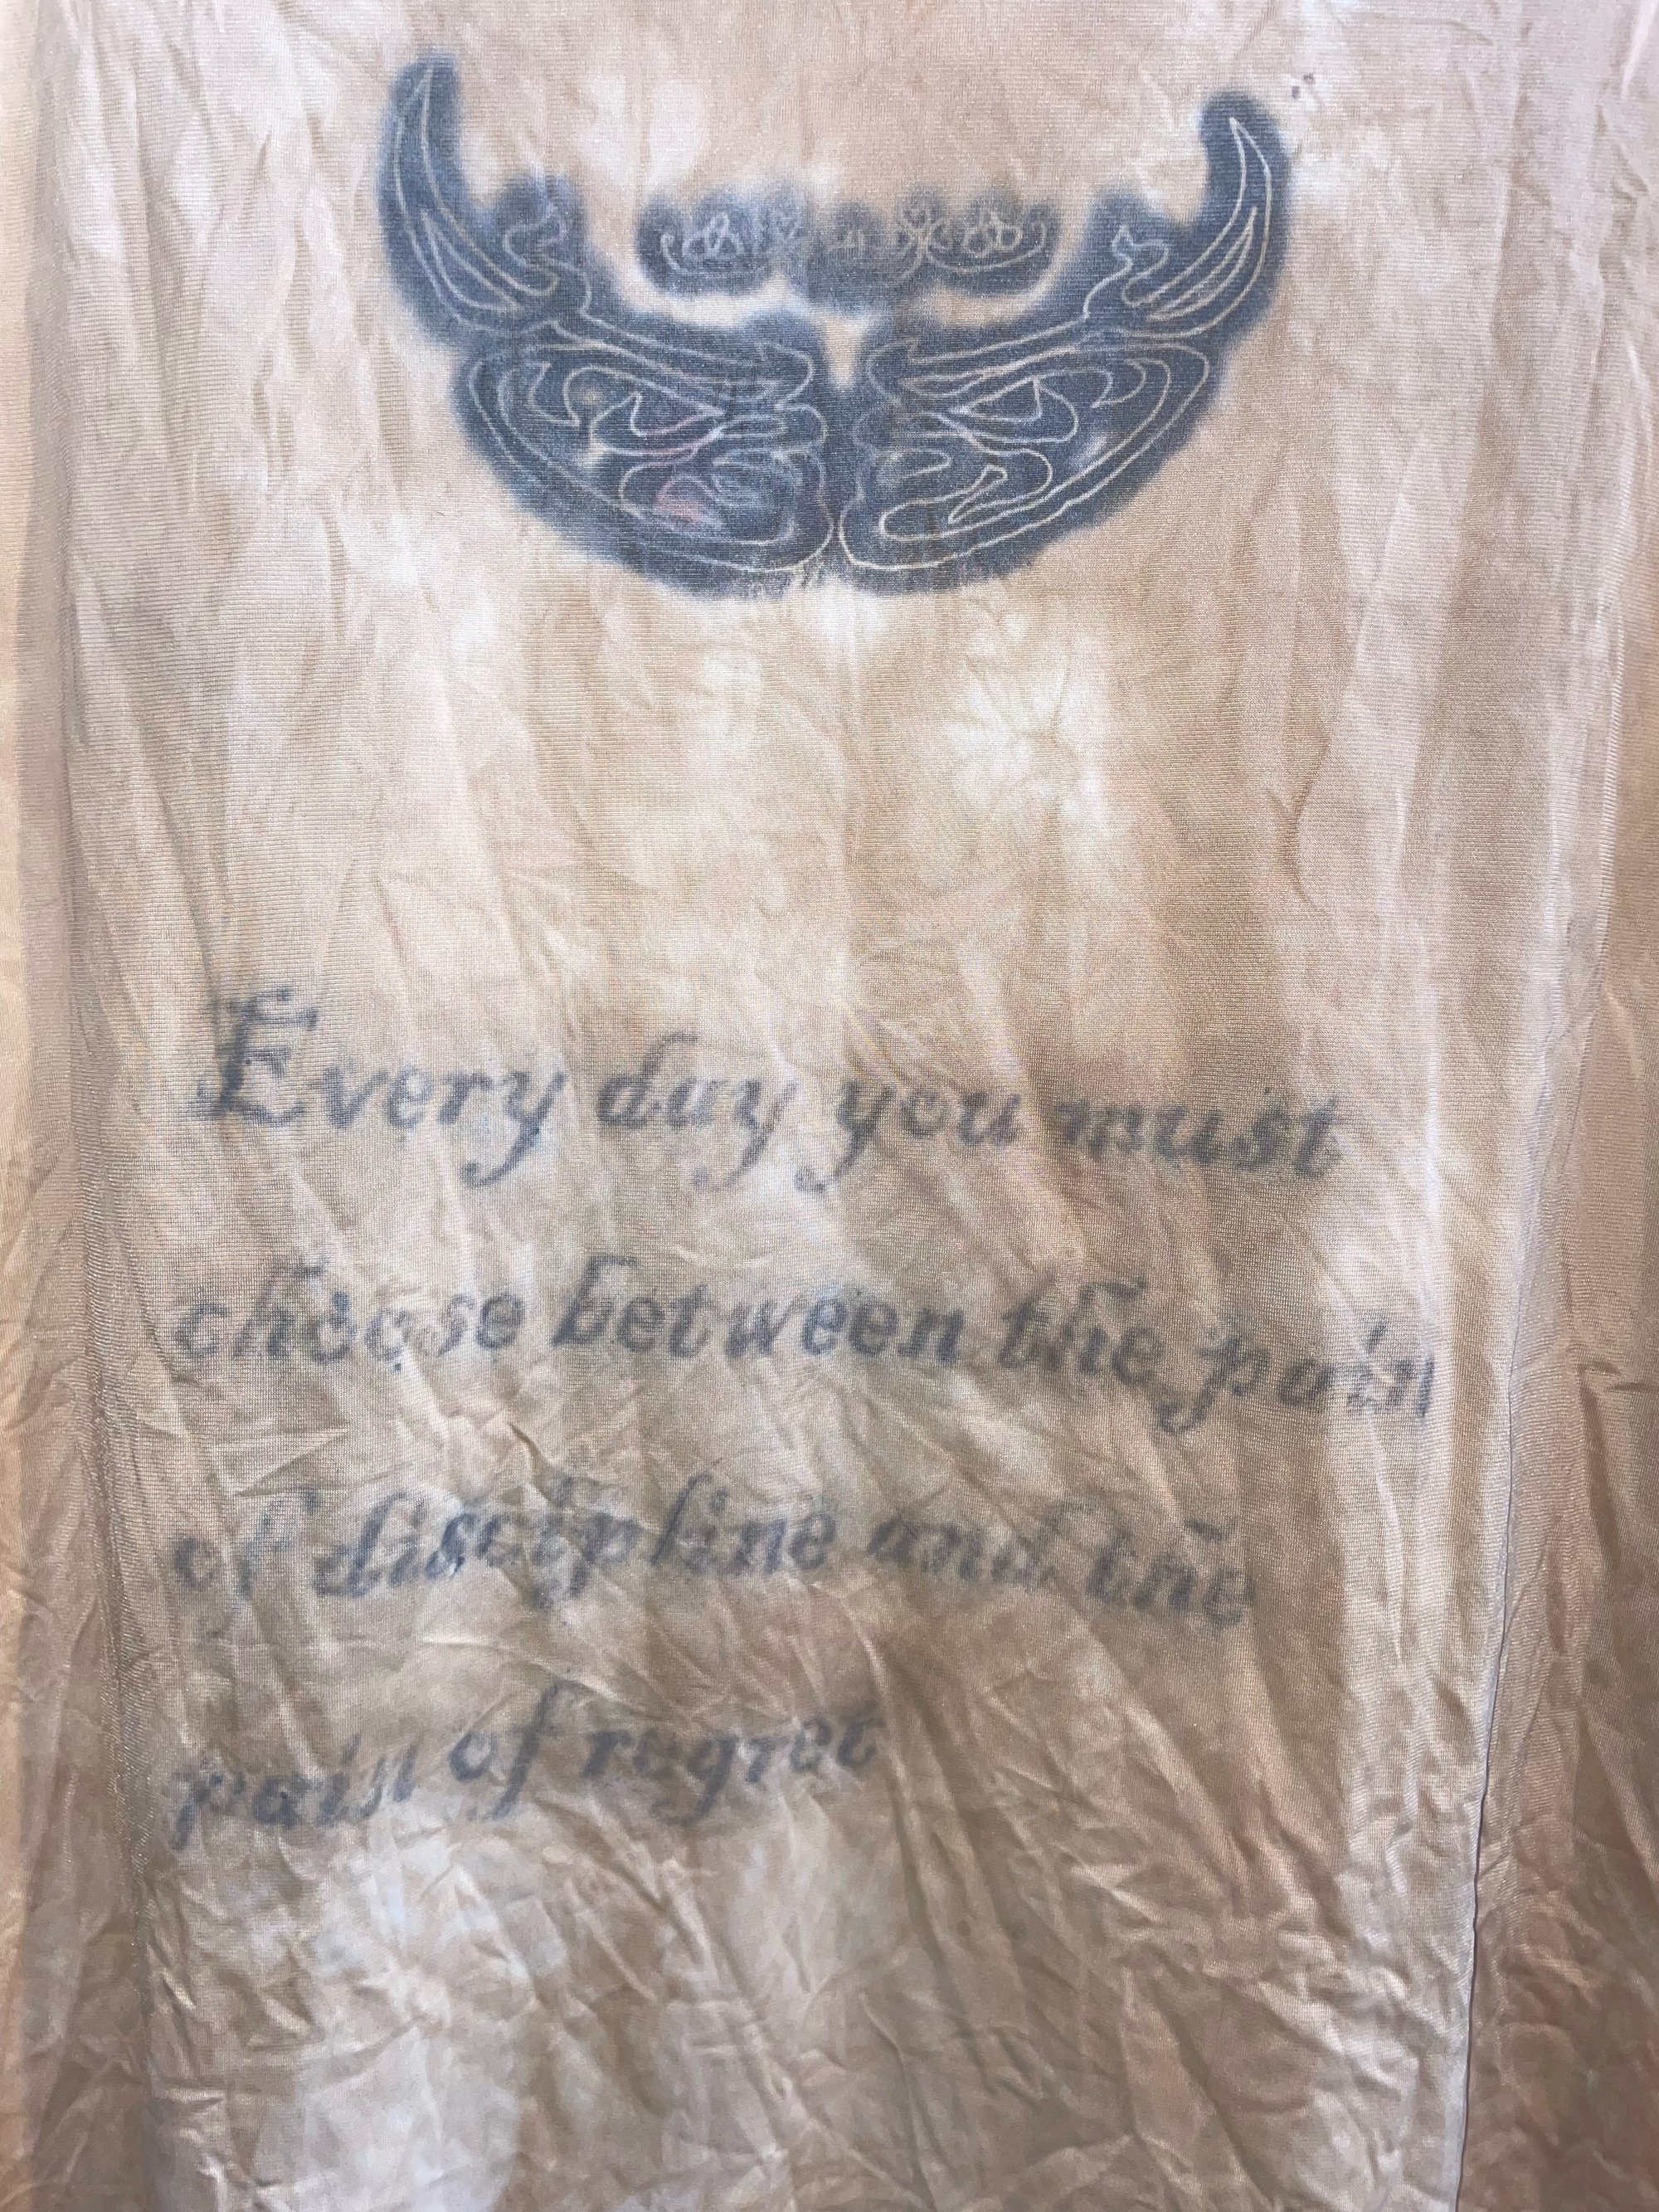 Every day you must
choose between the pain
of discipline and the
pain of regret